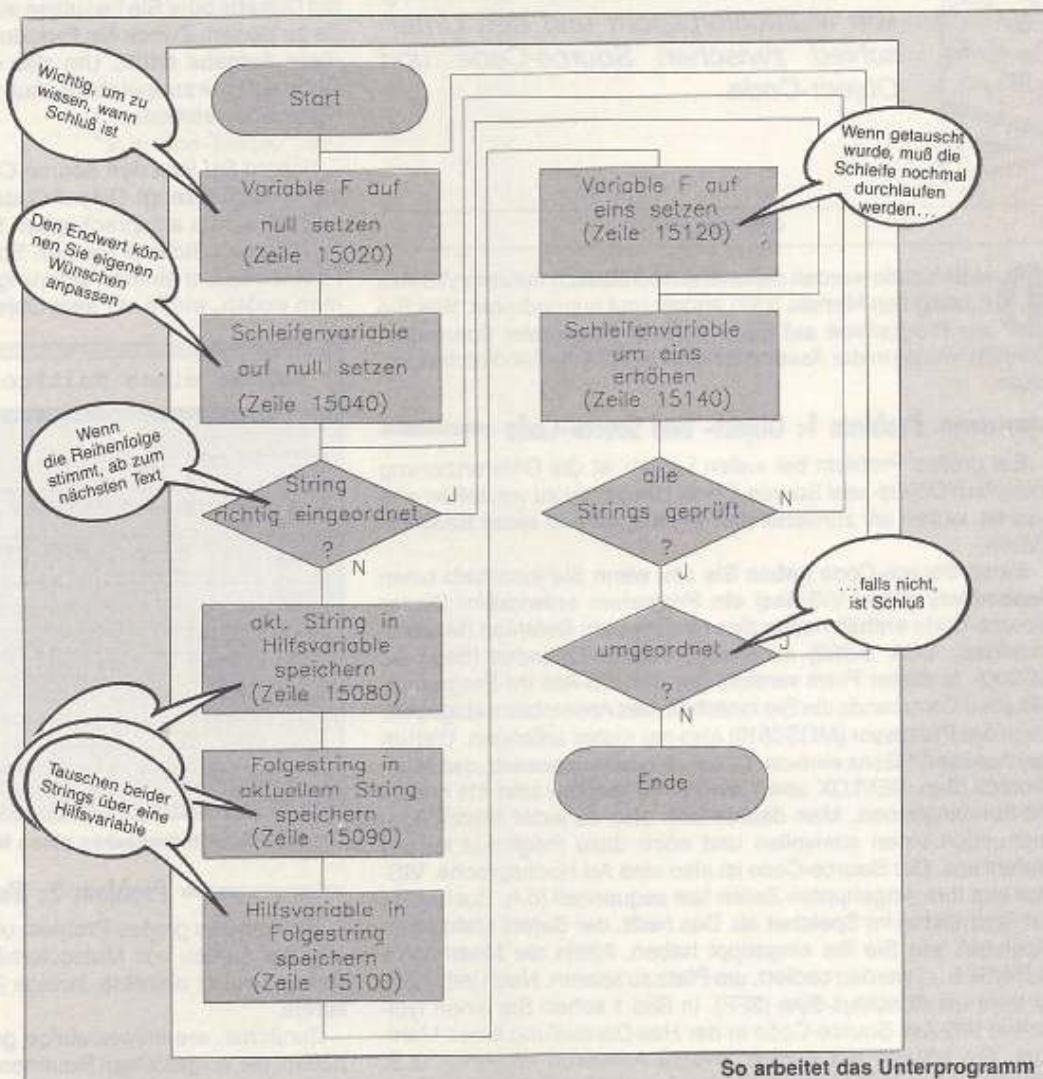 Start
Wichtig, um zu
wissen, wann
Schluß ist
Variable F auf
null setzen
(Zeile 15020)
Den Endwert kön-
nen Sie eigenen
Wünschen
anpassen
Schleifenvariable
auf null setzen
(Zeile 15040)
Wenn
die Reihenfolge
stimmt, ab zum
nächsten Text
String
richtig eingeordnet
?
J
N
akt. String in
Hilfsvariable
speichern
(Zeile 15080)
Folgestring in
aktuellem String
speichern
(Zeile 15090)
Tauschen beider
Strings über eine
Hilfsvariable
Hilfsvariable in
Folgestring
speichern
(Zeile 15100)
Variable F auf
eins setzen
(Zeile 15120)
Wenn getauscht
wurde, muß die
Schleife nochmal
durchlaufen
werden...
Schleifenvariable
um eins
erhöhen
(Zeile 15140)
alle
Strings geprüft
?
N
J
umgeordnet
?
J
N
...falls nicht,
ist Schluß
Ende
So arbeitet das Unterprogramm